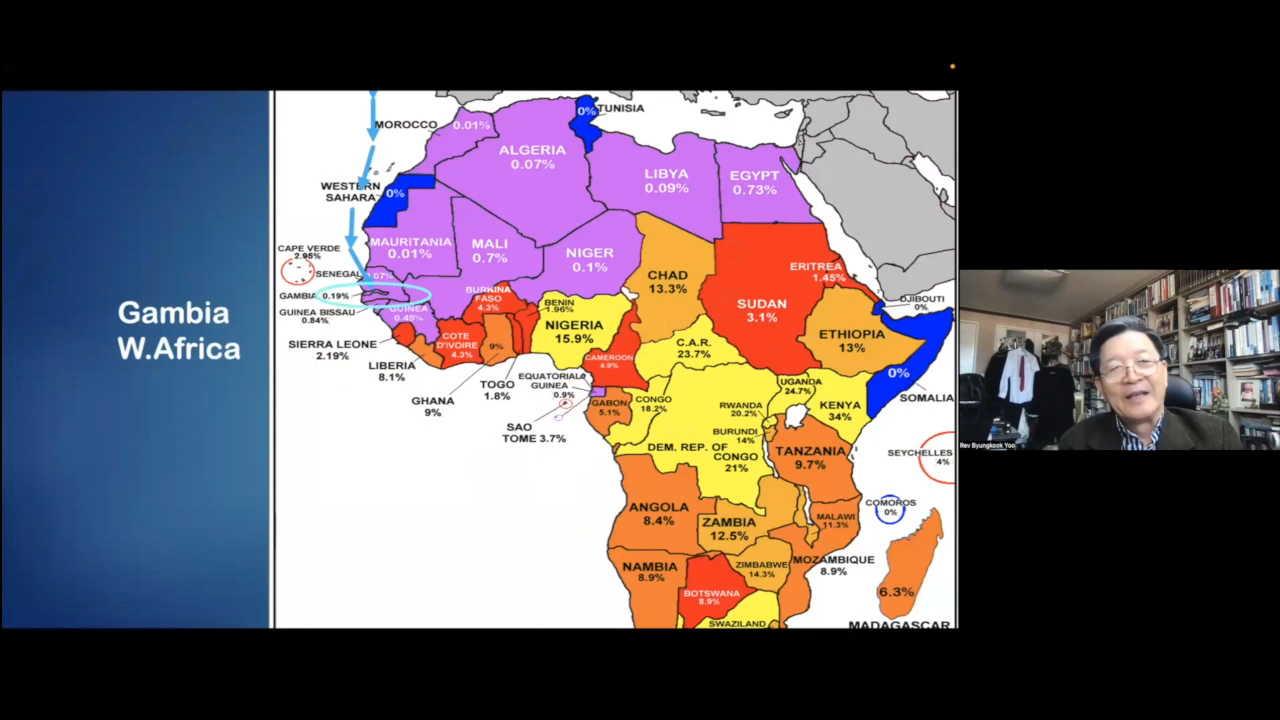 Gambia
W.Africa
MOROCCO
0.01%
0%
TUNISIA
ALGERIA
0.07%
LIBYA
0.09%
EGYPT
0.73%
WESTERN
SAHARA
0%
MAURITANIA
0.01%
MALI
0.7%
NIGER
0.1%
CHAD
13.3%
SUDAN
3.1%
ERITREA
1.45%
CAPE VERDE
2.95%
SENEGAL
07%
GAMBIA
0.19%
GUINEA BISSAU
0.84%
GUINEA
0.45%
BURKINA
FASO
4.3%
BENIN
1.96%
NIGERIA
15.9%
DJIBOUTI
0%
ETHIOPIA
13%
SIERRA LEONE
2.19%
COTE
D'IVOIRE
4.3%
9%
LIBERIA
8.1%
GHANA
9%
TOGO
1.8%
CAMEROON
4.9%
C.A.R.
23.7%
0%
SOMALIA
EQUATORIAL
GUINEA
0.9%
GABON
5.1%
CONGO
18.2%
UGANDA
24.7%
RWANDA
20.2%
KENYA
34%
BURUNDI
14%
SAO
TOME 3.7%
DEM. REP. OF
CONGO
21%
TANZANIA
9.7%
SEYCHELLES
4%
COMOROS
0%
ANGOLA
8.4%
ZAMBIA
12.5%
MALAWI
11.3%
MOZAMBIQUE
8.9%
NAMBIA
8.9%
ZIMBABWE
14.3%
BOTSWANA
8.9%
6.3%
SWAZILAND
MADAGASCAR
Rev Byungkook Yoo